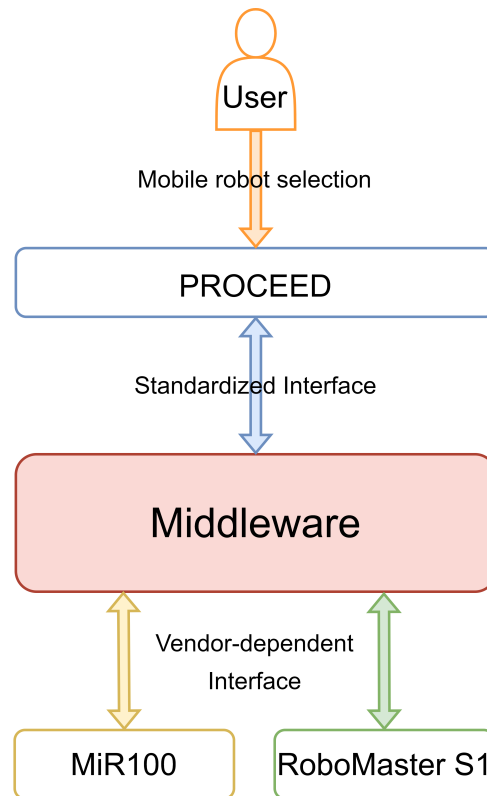 User
Mobile robot selection
PROCEED
Standardized Interface
Middleware
Vendor-dependent
Interface
MiR100
RoboMaster S1